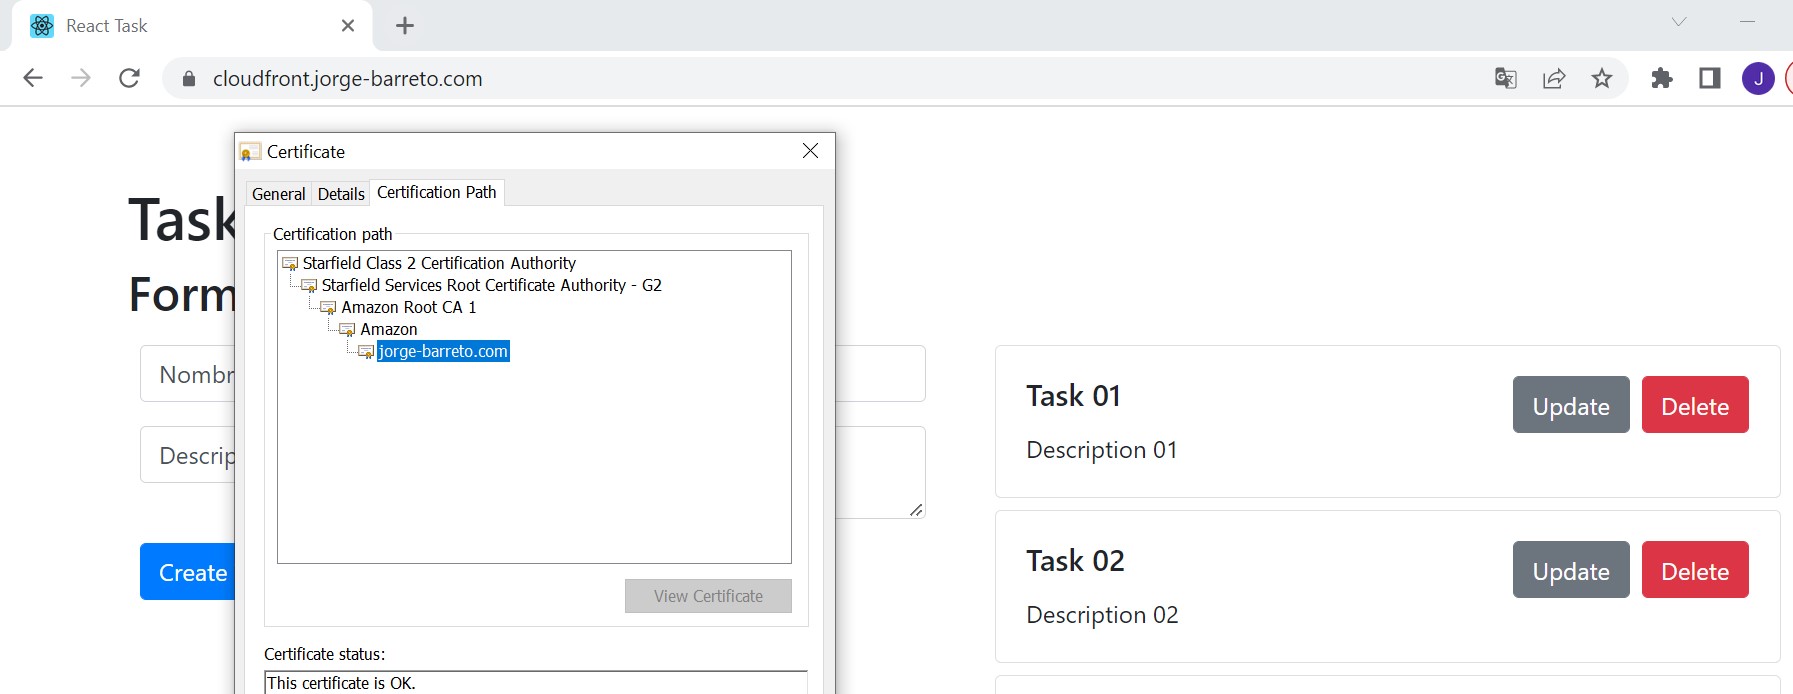 React Task
cloudfront.jorge-barreto.com
J
Certificate
General Details Certification Path
Certification path
Starfield Class 2 Certification Authority
Starfield Services Root Certificate Authority - G2
Amazon Root CA 1
Amazon
jorge-barreto.com
View Certificate
Certificate status:
This certificate is OK.
Task
Form
Nombr
Descrip
Create
Task 01
Update Delete
Description 01
Task 02
Update Delete
Description 02